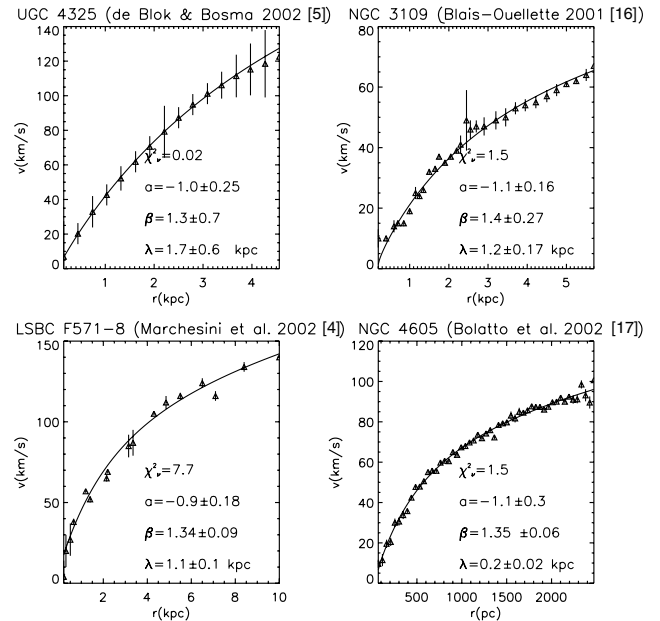 UGC 4325 (de Blok & Bosma 2002 [5])
140
120
100
80
60
40
20
0
v(km/s)
χ²ᵥ=0.02
a=−1.0±0.25
β=1.3±0.7
λ=1.7±0.6 kpc
1 2 3 4
r(kpc)
NGC 3109 (Blais−Ouellette 2001 [16])
80
60
40
20
0
v(km/s)
χ²ᵥ=1.5
a=−1.1±0.16
β=1.4±0.27
λ=1.2±0.17 kpc
1 2 3 4 5
r(kpc)
LSBC F571−8 (Marchesini et al. 2002 [4])
150
100
50
0
v(km/s)
χ²ᵥ=7.7
a=−0.9±0.18
β=1.34±0.09
λ=1.1±0.1 kpc
2 4 6 8 10
r(kpc)
NGC 4605 (Bolatto et al. 2002 [17])
120
100
80
60
40
20
0
v(km/s)
χ²ᵥ=1.5
a=−1.1±0.3
β=1.35 ±0.06
λ=0.2±0.02 kpc
500 1000 1500 2000
r(pc)